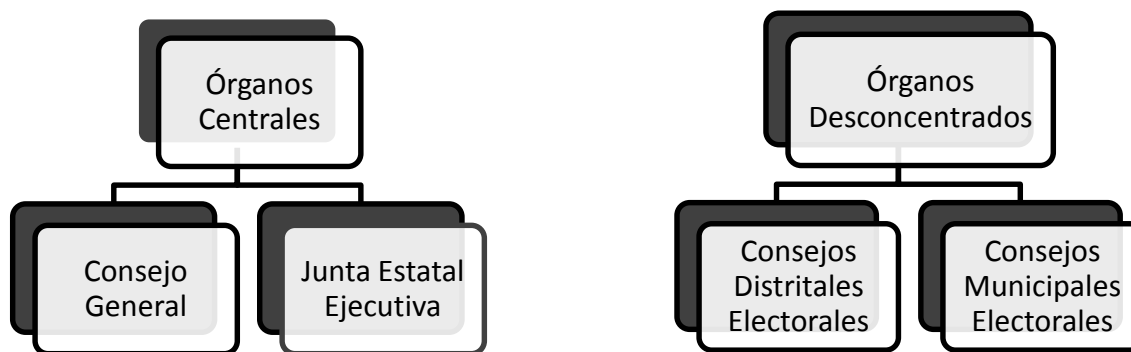 Órganos
Centrales
Órganos
Desconcentrados
Consejo
General
Junta Estatal
Ejecutiva
Consejos
Distritales
Electorales
Consejos
Municipales
Electorales